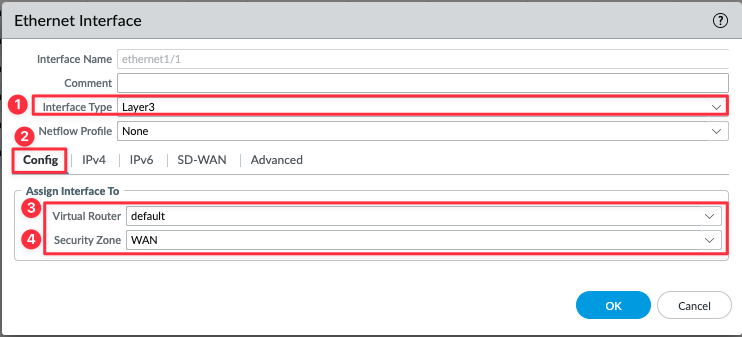 Ethernet Interface
Interface Name ethernet1/1
Comment
1 Interface Type Layer3
Netflow Profile None
2
Config IPv4 IPv6 SD-WAN Advanced
Assign Interface To
3 Virtual Router default
4 Security Zone WAN
OK Cancel